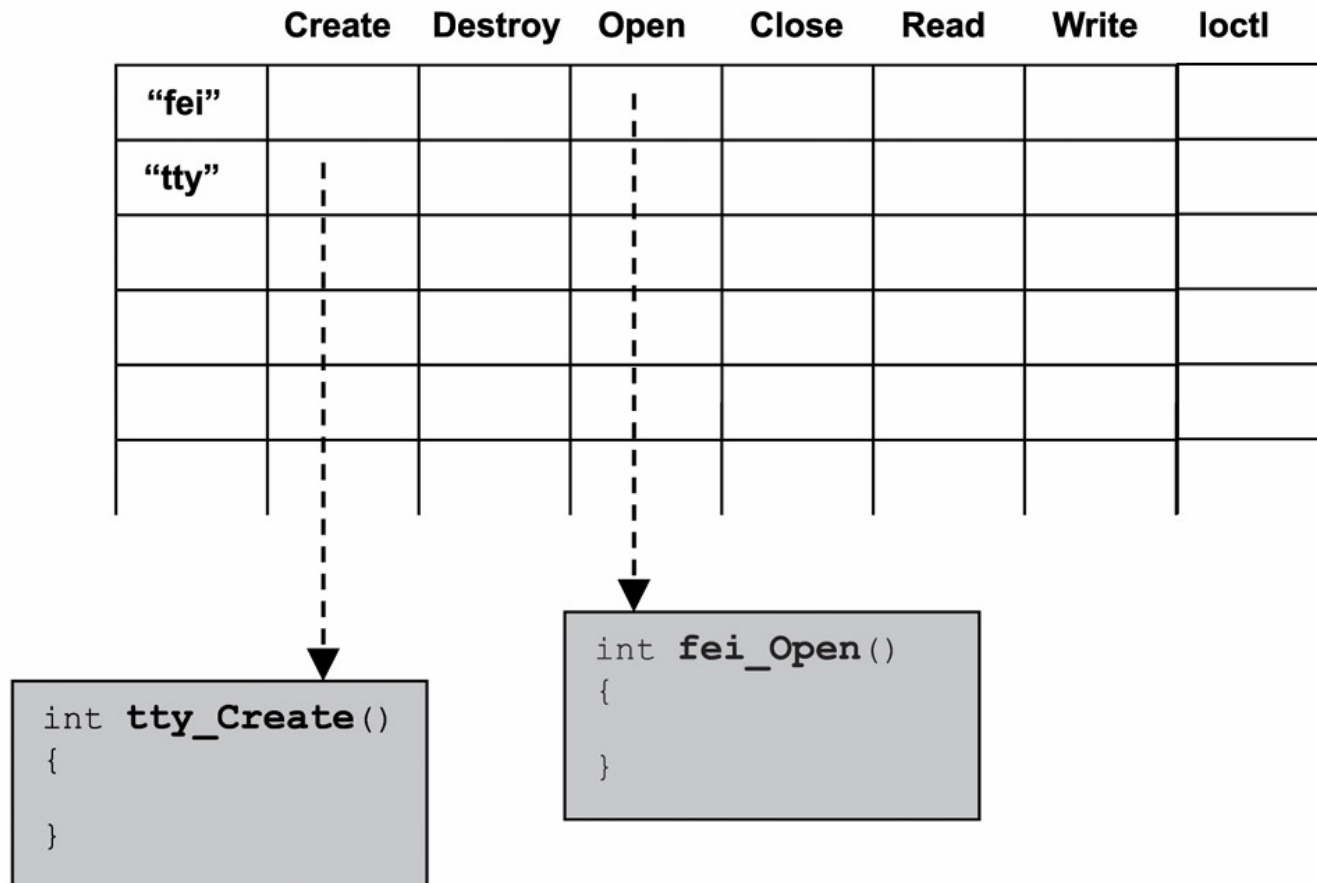 Create Destroy Open Close Read Write Ioctl
“fei”
“tty”
int fei_Open()
{
}
int tty_Create()
{
}